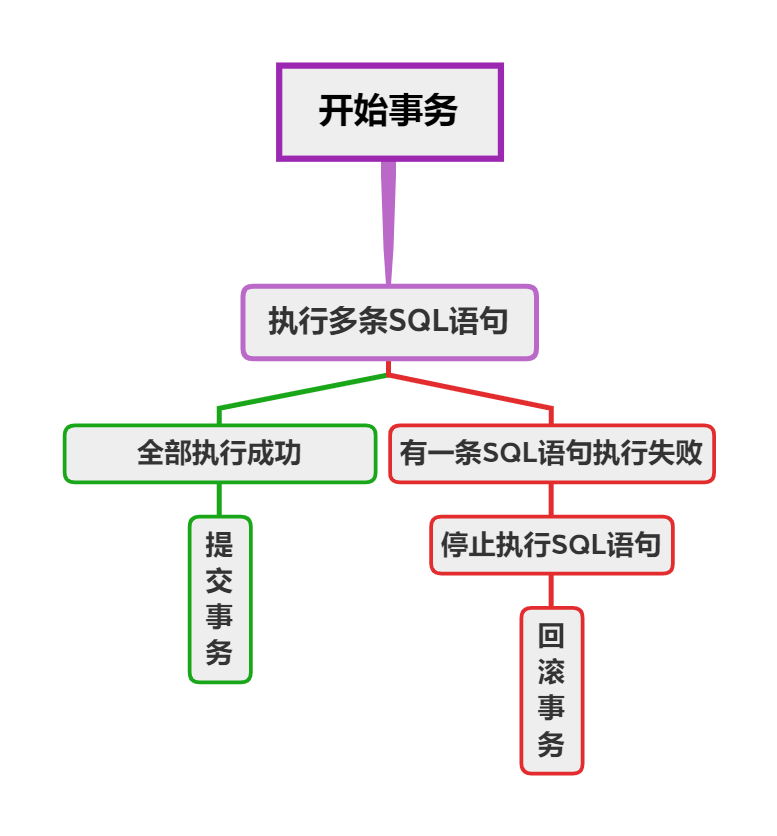 开始事务
执行多条SQL语句
全部执行成功
有一条SQL语句执行失败
提交事务
停止执行SQL语句
回滚事务